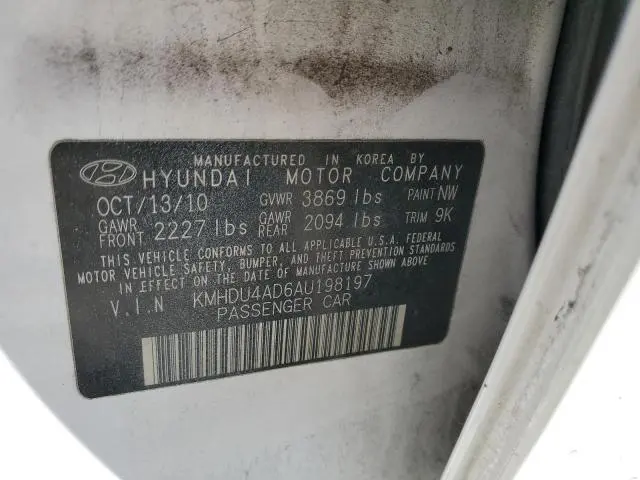 MANUFACTURED IN KOREA BY
HYUNDAI MOTOR COMPANY
OCT/13/10 GVWR 3869 lbs PAINT NW
GAWR FRONT 2227 lbs GAWR REAR 2094 lbs TRIM 9K
THIS VEHICLE CONFORMS TO ALL APPLICABLE U.S.A. FEDERAL
MOTOR VEHICLE SAFETY, BUMPER, AND THEFT PREVENTION STANDARDS
IN EFFECT ON THE DATE OF MANUFACTURE SHOWN ABOVE.
V.I.N KMHDU4AD6AU198197
PASSENGER CAR